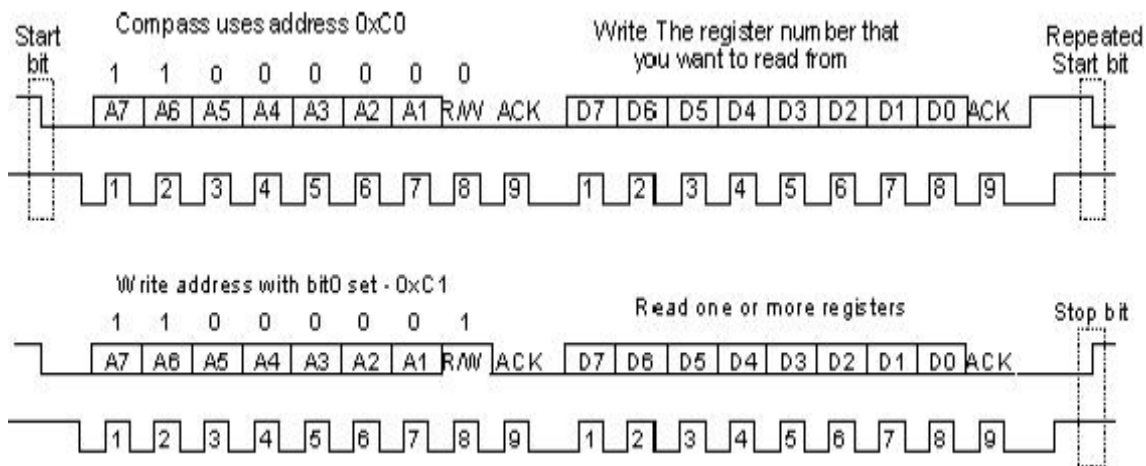 Compass uses address 0xC0
Write The register number that
you want to read from
Start
bit
Repeated
Start bit
1 1 0 0 0 0 0 0
A7 A6 A5 A4 A3 A2 A1 R/W ACK D7 D6 D5 D4 D3 D2 D1 D0 ACK
1 2 3 4 5 6 7 8 9 1 2 3 4 5 6 7 8 9
Write address with bit0 set - 0xC1
Read one or more registers
Stop bit
1 1 0 0 0 0 0 1
A7 A6 A5 A4 A3 A2 A1 R/W ACK D7 D6 D5 D4 D3 D2 D1 D0 ACK
1 2 3 4 5 6 7 8 9 1 2 3 4 5 6 7 8 9